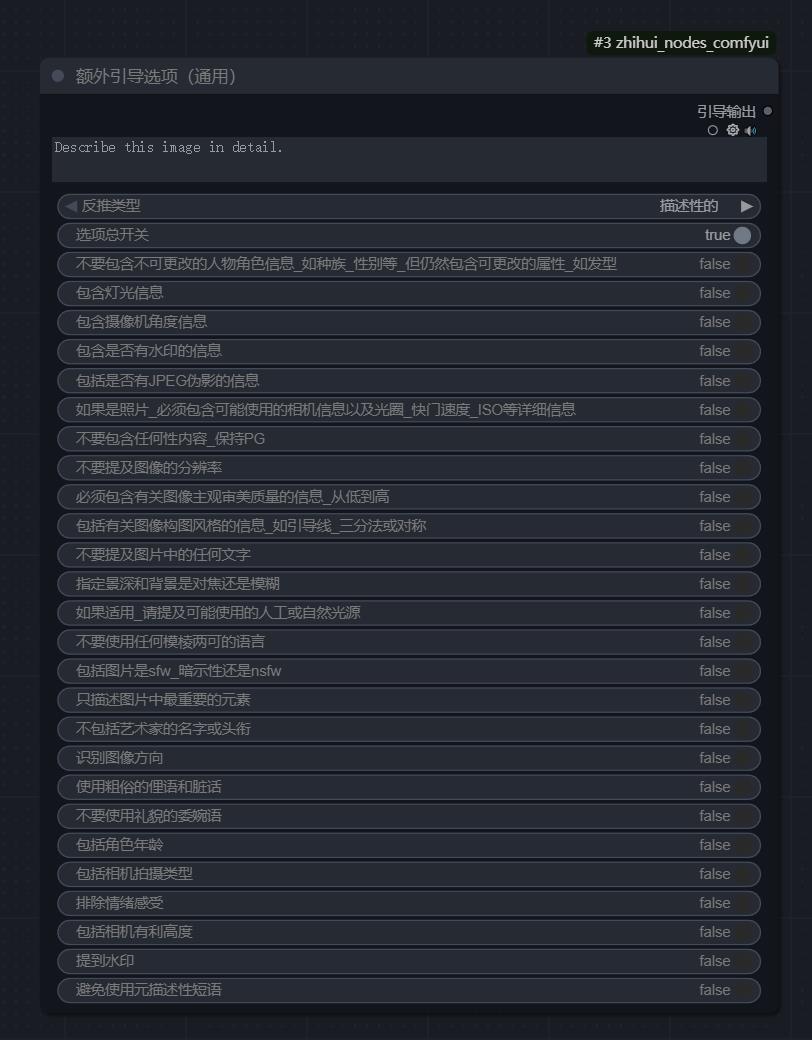 #3 zhihui_nodes_comfyui
额外引导选项（通用）
引导输出
Describe this image in detail.
反推类型 描述性的
选项总开关 true
不要包含不可更改的人物角色信息_如种族_性别等_但仍然包含可更改的属性_如发型 false
包含灯光信息 false
包含摄像机角度信息 false
包含是否有水印的信息 false
包括是否有JPEG伪影的信息 false
如果是照片_必须包含可能使用的相机信息以及光圈_快门速度_ISO等详细信息 false
不要包含任何性内容_保持PG false
不要提及图像的分辨率 false
必须包含有关图像主观审美质量的信息_从低到高 false
包括有关图像构图风格的信息_如引导线_三分法或对称 false
不要提及图片中的任何文字 false
指定景深和背景是对焦还是模糊 false
如果适用_请提及可能使用的人工或自然光源 false
不要使用任何模棱两可的语言 false
包括图片是sfw_暗示性还是nsfw false
只描述图片中最重要的元素 false
不包括艺术家的名字或头衔 false
识别图像方向 false
使用粗俗的俚语和脏话 false
不要使用礼貌的委婉语 false
包括角色年龄 false
包括相机拍摄类型 false
排除情绪感受 false
包括相机有利高度 false
提到水印 false
避免使用元描述性短语 false